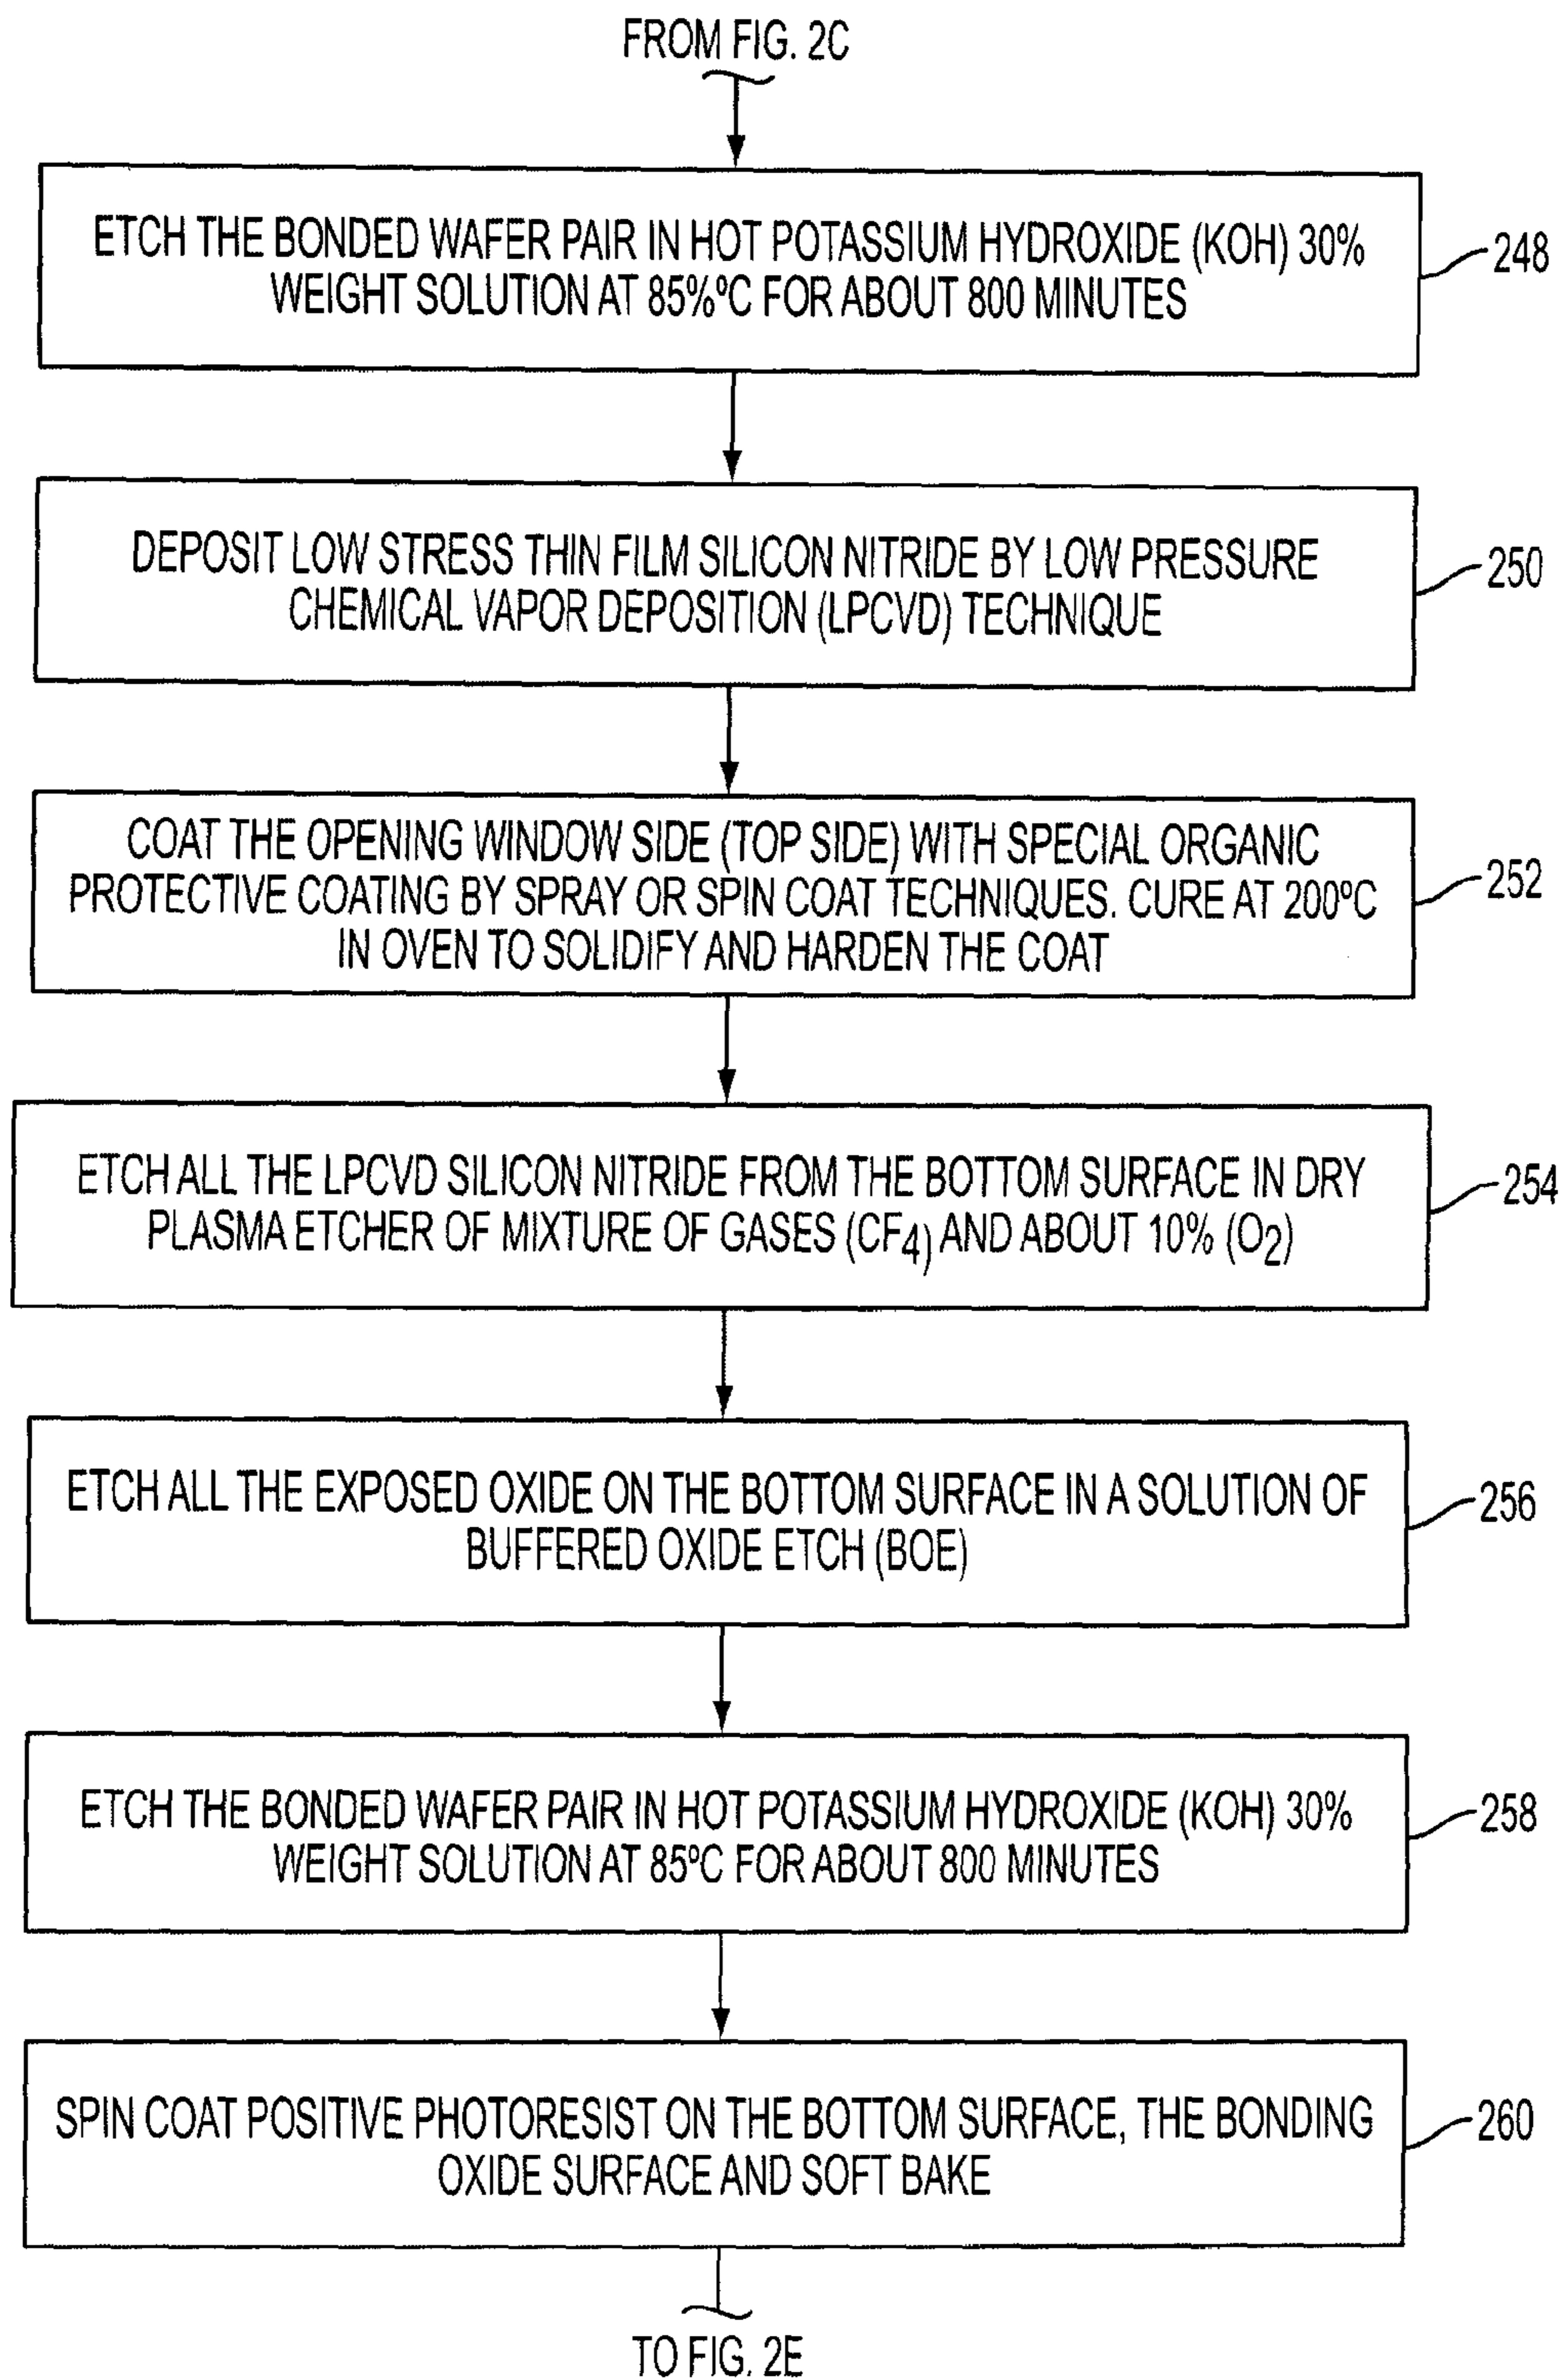 FROM FIG. 2C
ETCH THE BONDED WAFER PAIR IN HOT POTASSIUM HYDROXIDE (KOH) 30%
WEIGHT SOLUTION AT 85%ºC FOR ABOUT 800 MINUTES
248
DEPOSIT LOW STRESS THIN FILM SILICON NITRIDE BY LOW PRESSURE
CHEMICAL VAPOR DEPOSITION (LPCVD) TECHNIQUE
250
COAT THE OPENING WINDOW SIDE (TOP SIDE) WITH SPECIAL ORGANIC
PROTECTIVE COATING BY SPRAY OR SPIN COAT TECHNIQUES. CURE AT 200ºC
IN OVEN TO SOLIDIFY AND HARDEN THE COAT
252
ETCH ALL THE LPCVD SILICON NITRIDE FROM THE BOTTOM SURFACE IN DRY
PLASMA ETCHER OF MIXTURE OF GASES (CF4) AND ABOUT 10% (O2)
254
ETCH ALL THE EXPOSED OXIDE ON THE BOTTOM SURFACE IN A SOLUTION OF
BUFFERED OXIDE ETCH (BOE)
256
ETCH THE BONDED WAFER PAIR IN HOT POTASSIUM HYDROXIDE (KOH) 30%
WEIGHT SOLUTION AT 85ºC FOR ABOUT 800 MINUTES
258
SPIN COAT POSITIVE PHOTORESIST ON THE BOTTOM SURFACE, THE BONDING
OXIDE SURFACE AND SOFT BAKE
260
TO FIG. 2E